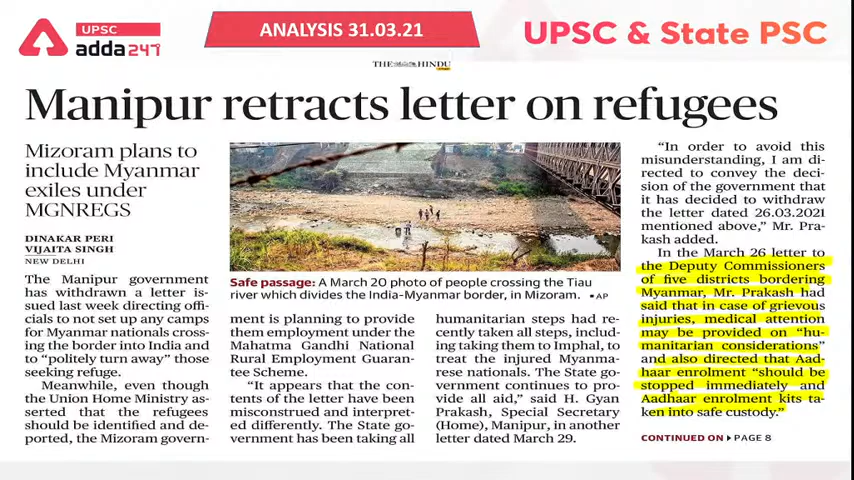 UPSC
adda247
ANALYSIS 31.03.21
UPSC & State PSC
THE HINDU
Manipur retracts letter on refugees
Mizoram plans to
include Myanmar
exiles under
MGNREGS
DINAKAR PERI
VIJAITA SINGH
NEW DELHI
The Manipur government
has withdrawn a letter is-
sued last week directing offi-
cials to not set up any camps
for Myanmar nationals cross-
ing the border into India and
to “politely turn away” those
seeking refuge.
Meanwhile, even though
the Union Home Ministry as-
serted that the refugees
should be identified and de-
ported, the Mizoram govern-
Safe passage: A March 20 photo of people crossing the Tiau
river which divides the India-Myanmar border, in Mizoram. • AP
ment is planning to provide
them employment under the
Mahatma Gandhi National
Rural Employment Guaran-
tee Scheme.
“It appears that the con-
tents of the letter have been
misconstrued and interpret-
ed differently. The State go-
vernment has been taking all
humanitarian steps had re-
cently taken all steps, includ-
ing taking them to Imphal, to
treat the injured Myanma-
rese nationals. The State go-
vernment continues to pro-
vide all aid,” said H. Gyan
Prakash, Special Secretary
(Home), Manipur, in another
letter dated March 29.
“In order to avoid this
misunderstanding, I am di-
rected to convey the deci-
sion of the government that
it has decided to withdraw
the letter dated 26.03.2021
mentioned above,” Mr. Pra-
kash added.
In the March 26 letter to
the Deputy Commissioners
of five districts bordering
Myanmar, Mr. Prakash had
said that in case of grievous
injuries, medical attention
may be provided on “hu-
manitarian considerations”
and also directed that Aad-
haar enrolment “should be
stopped immediately and
Aadhaar enrolment kits ta-
ken into safe custody.”
CONTINUED ON ▸ PAGE 8